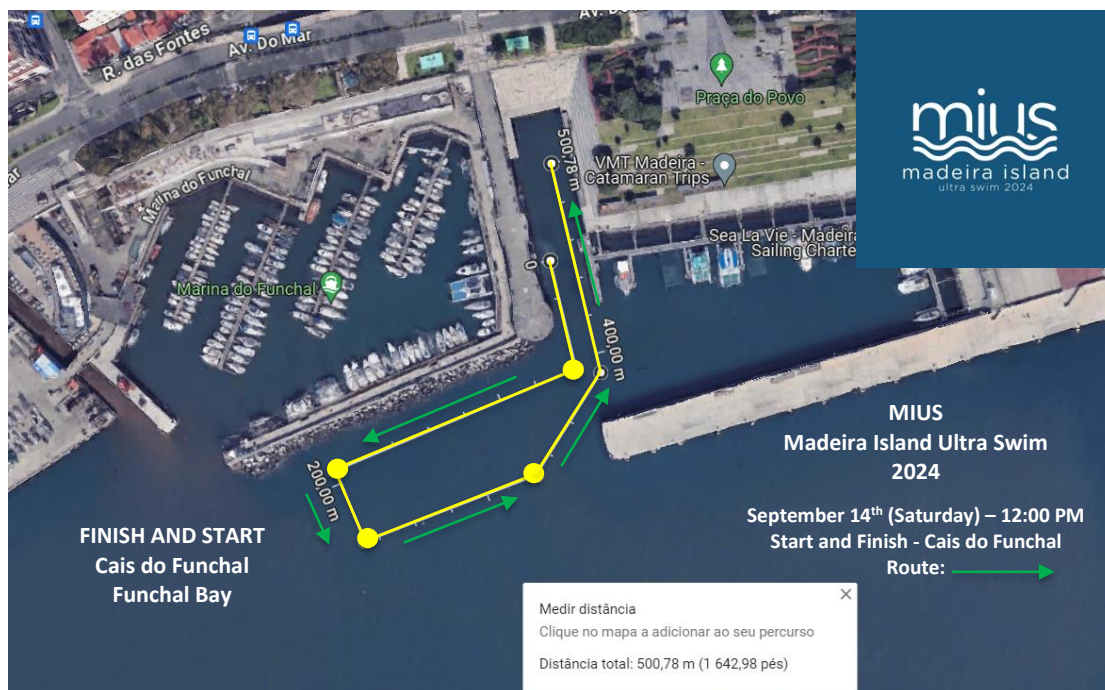 R. das Fontes
Av. Do Mar
Av. Do Mar
mar
Praça do Povo
500,78 m
VMT Madeira -
Catamaran Trips
Marina do Funchal
Sea La Vie - Madeira
Sailing Charte
0
Marina do Funchal
400,00 m
200,00 m
mius
madeira island
ultra swim 2024
MIUS
Madeira Island Ultra Swim
2024
September 14th (Saturday) – 12:00 PM
Start and Finish - Cais do Funchal
Route:
FINISH AND START
Cais do Funchal
Funchal Bay
Medir distância
Clique no mapa a adicionar ao seu percurso
Distância total: 500,78 m (1 642,98 pés)